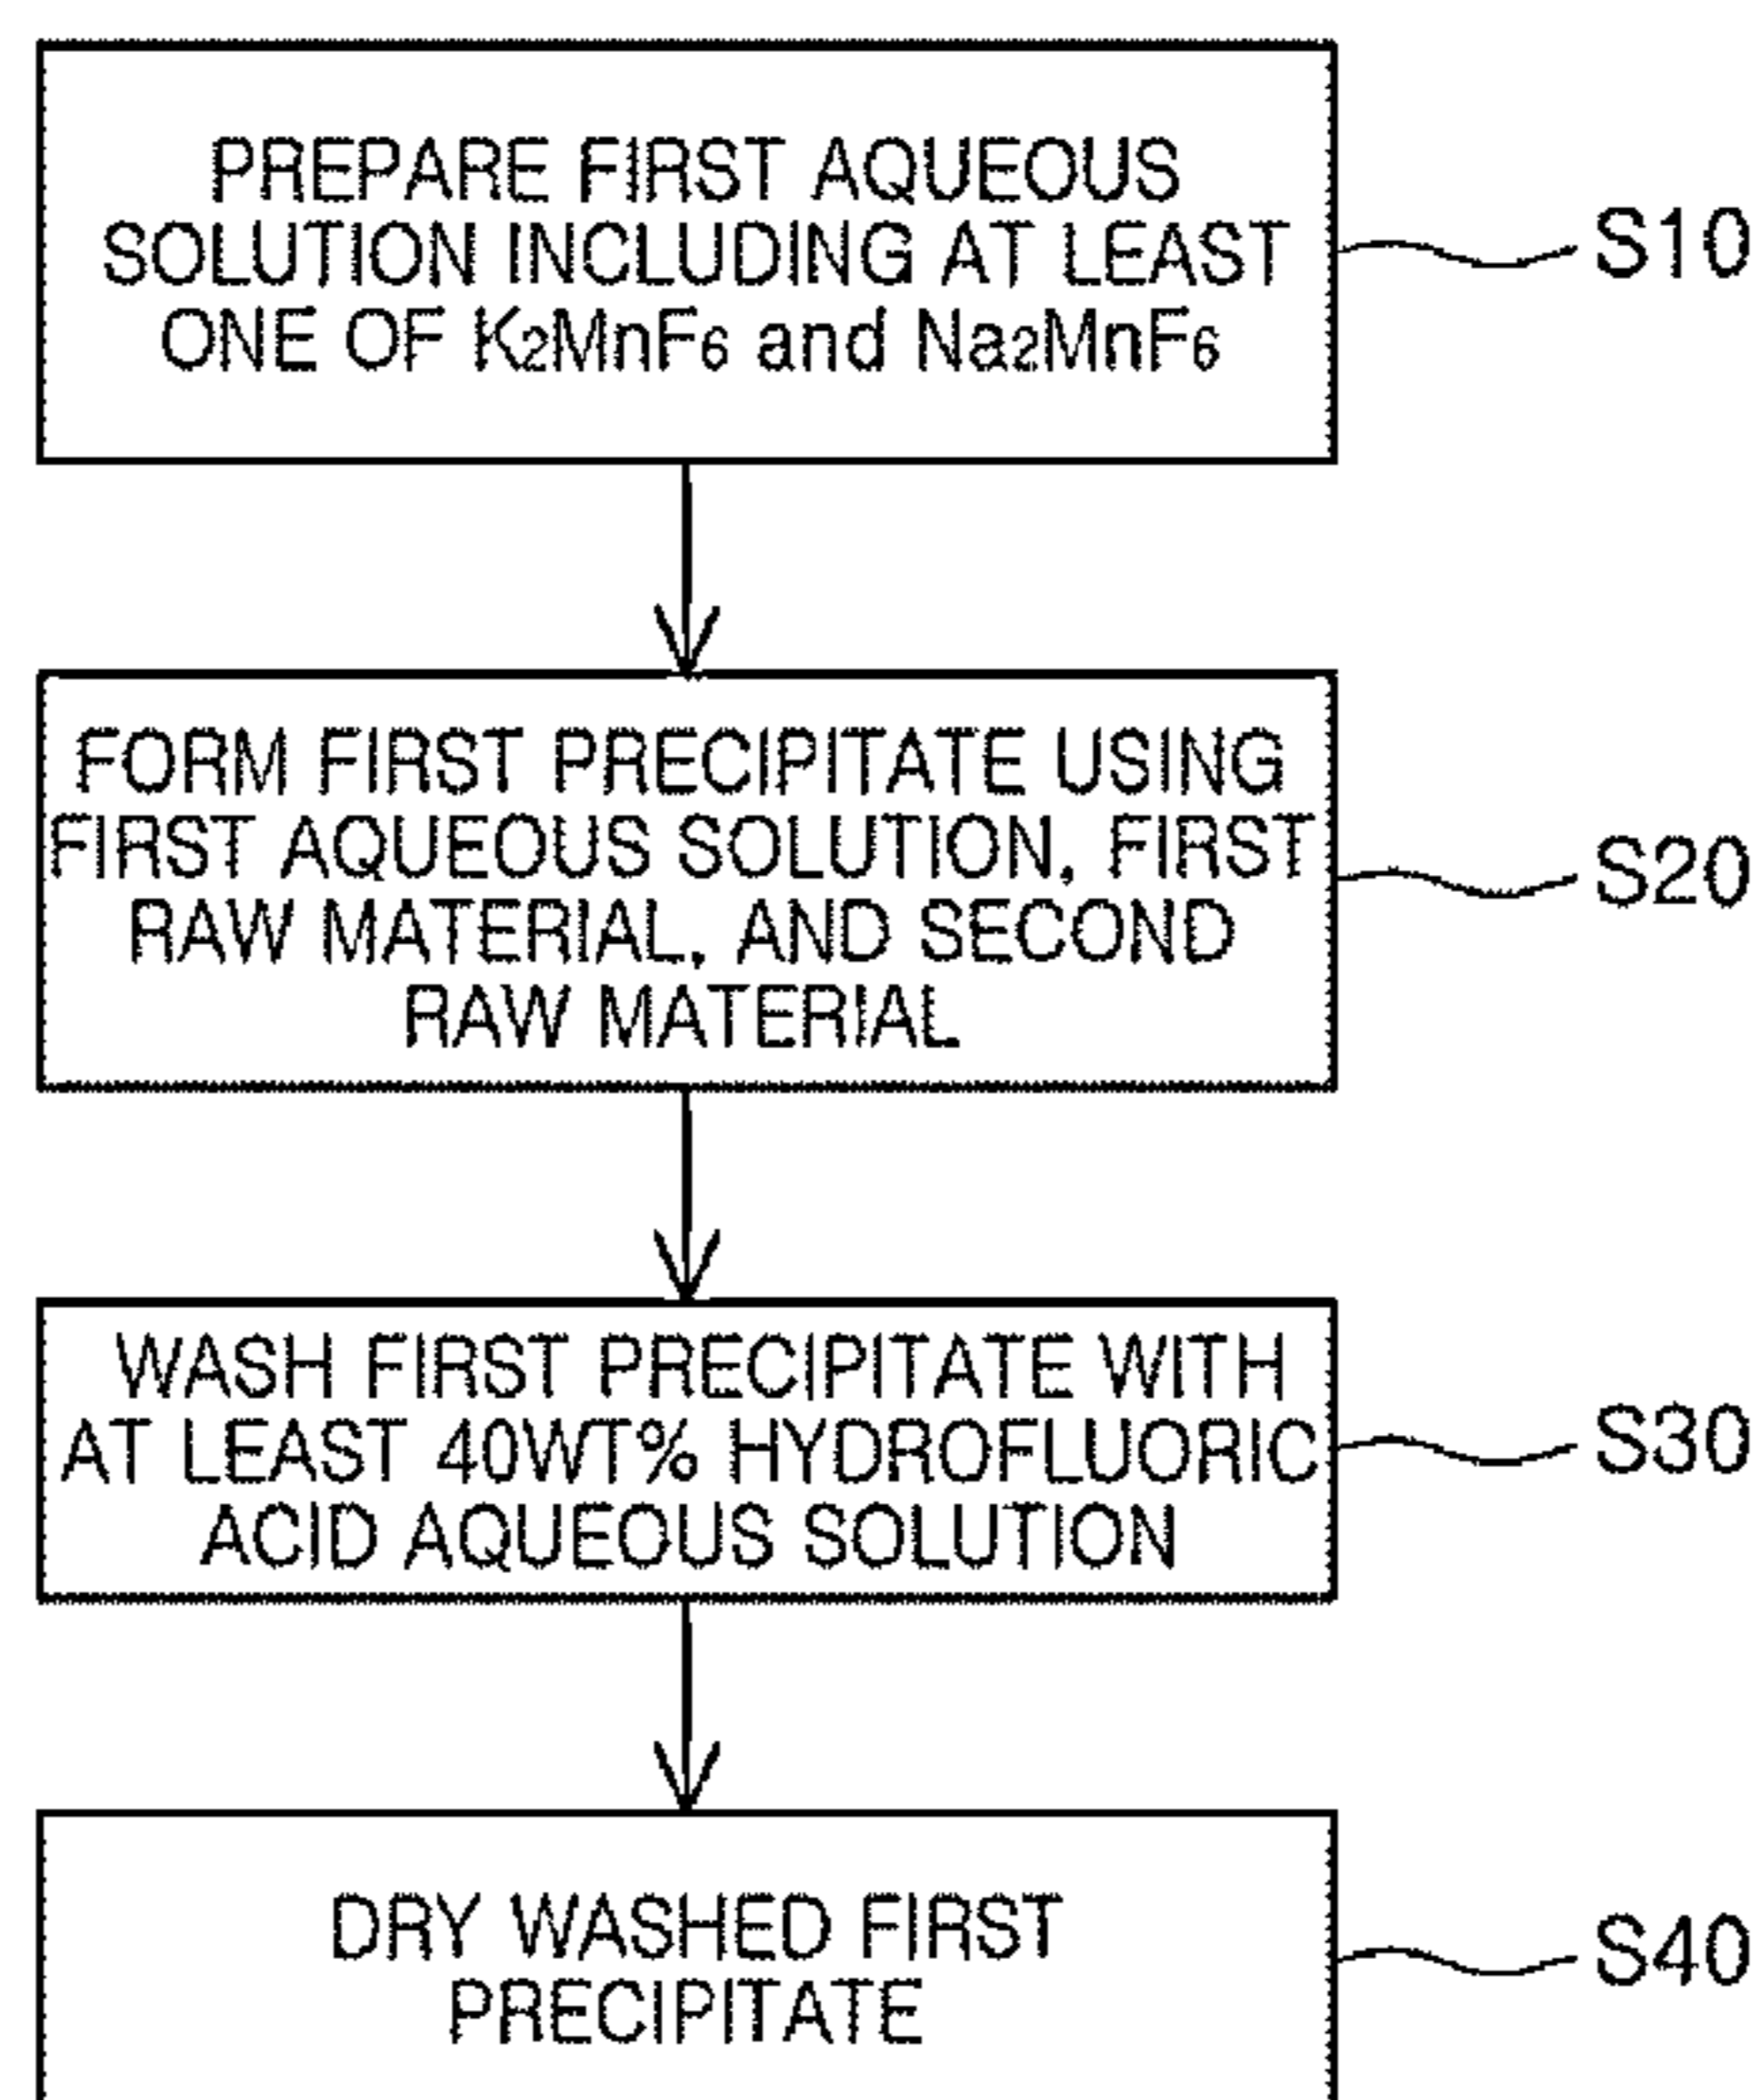 PREPARE FIRST AQUEOUS
SOLUTION INCLUDING AT LEAST
ONE OF K₂MnF₆ and Na₂MnF₆
S10
FORM FIRST PRECIPITATE USING
FIRST AQUEOUS SOLUTION, FIRST
RAW MATERIAL, AND SECOND
RAW MATERIAL
S20
WASH FIRST PRECIPITATE WITH
AT LEAST 40WT% HYDROFLUORIC
ACID AQUEOUS SOLUTION
S30
DRY WASHED FIRST
PRECIPITATE
S40